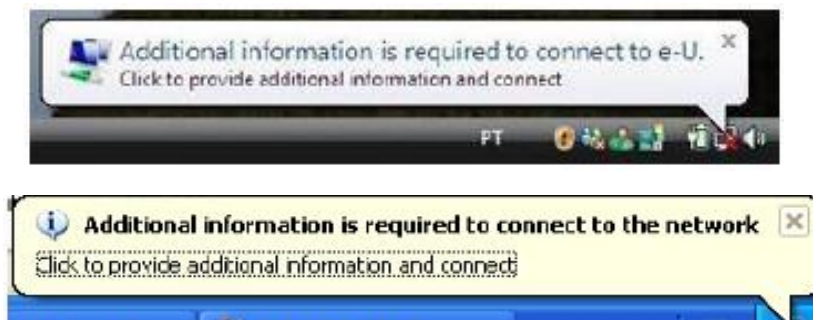 Additional information is required to connect to e-U.
Click to provide additional information and connect
PT
Additional information is required to connect to the network
Click to provide additional information and connect